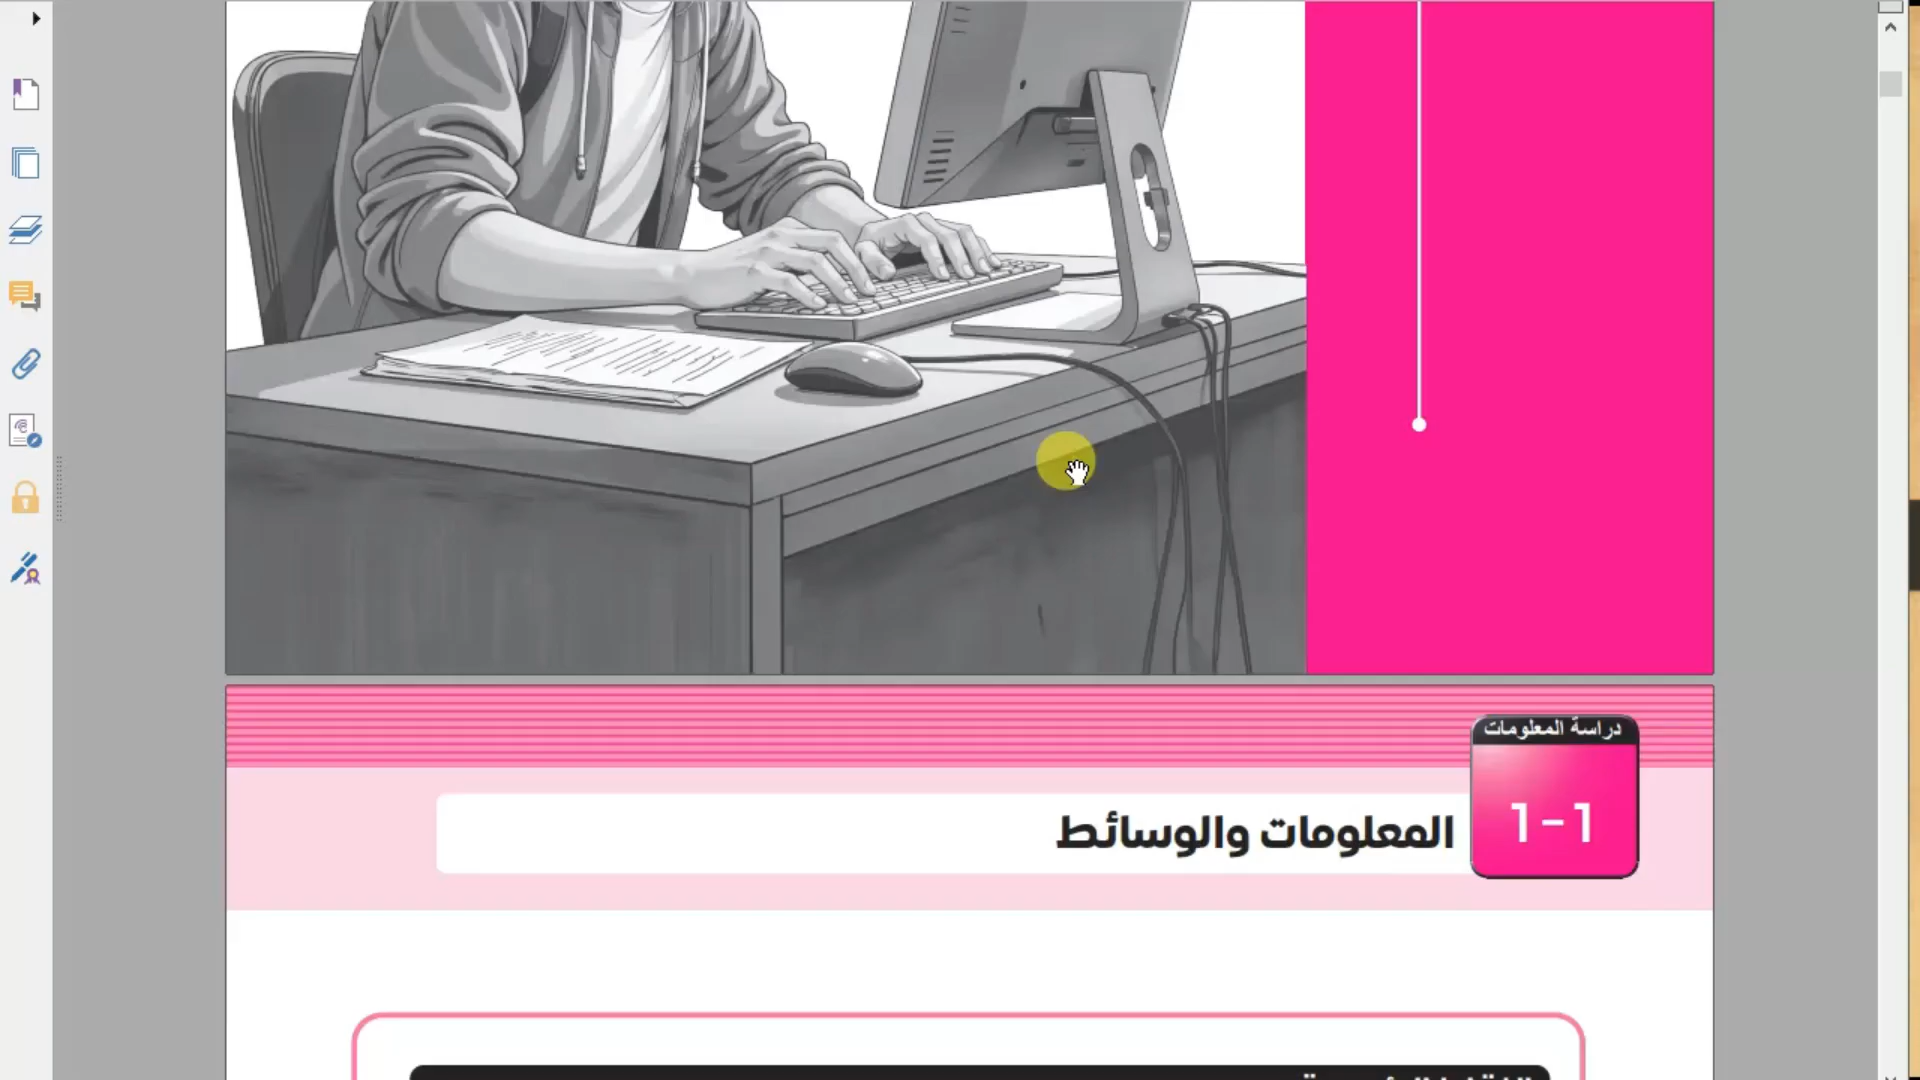 دراسة المعلومات
1-1
المعلومات والوسائط